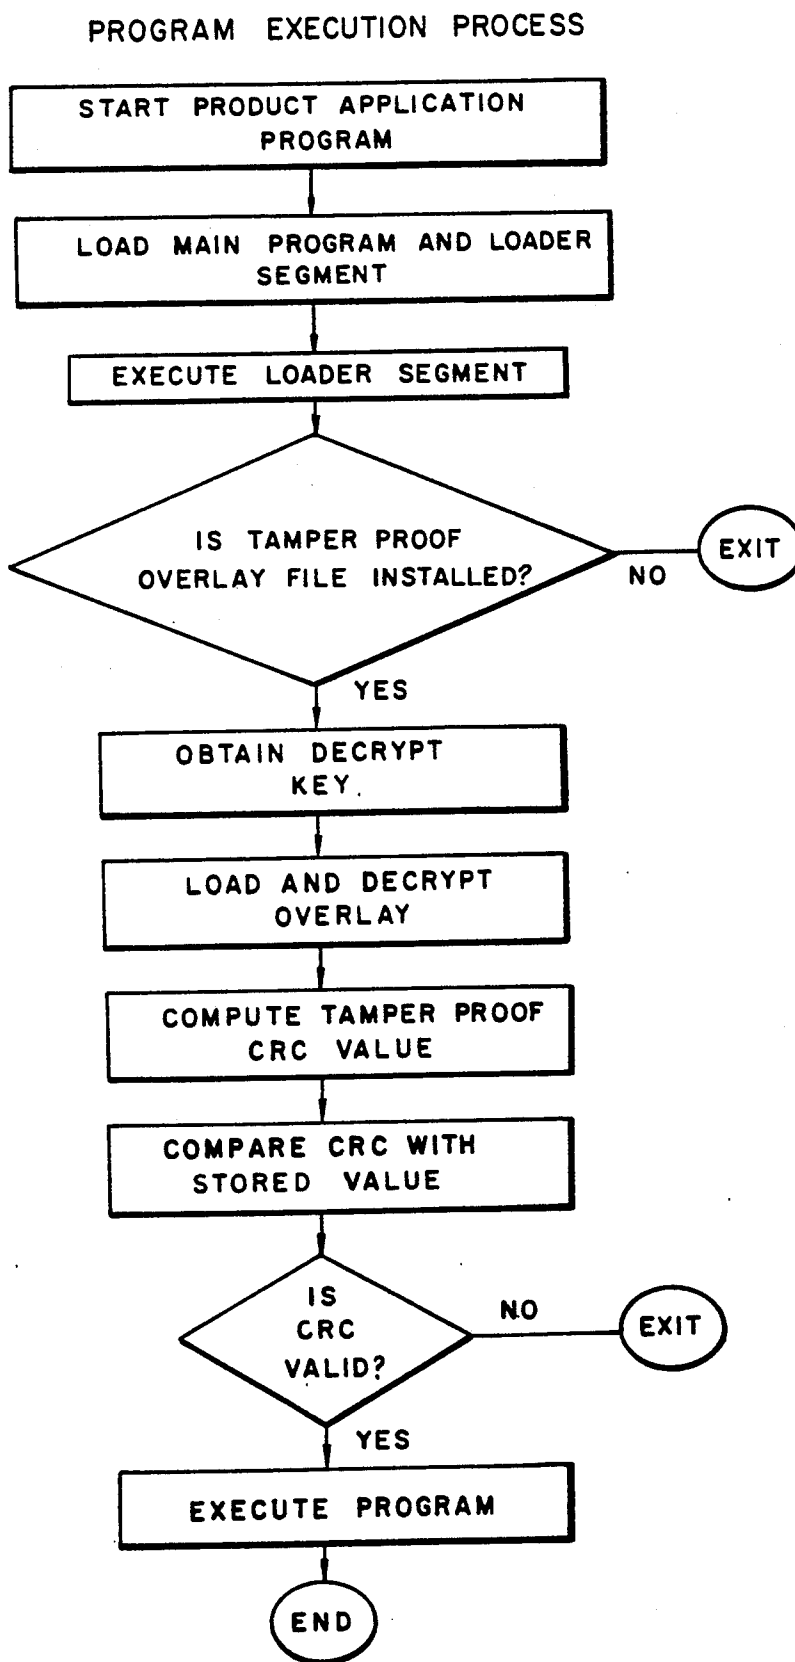 PROGRAM EXECUTION PROCESS
START PRODUCT APPLICATION
PROGRAM
LOAD MAIN PROGRAM AND LOADER
SEGMENT
EXECUTE LOADER SEGMENT
IS TAMPER PROOF
OVERLAY FILE INSTALLED?
NO
EXIT
YES
OBTAIN DECRYPT
KEY.
LOAD AND DECRYPT
OVERLAY
COMPUTE TAMPER PROOF
CRC VALUE
COMPARE CRC WITH
STORED VALUE
IS
CRC
VALID?
NO
EXIT
YES
EXECUTE PROGRAM
END